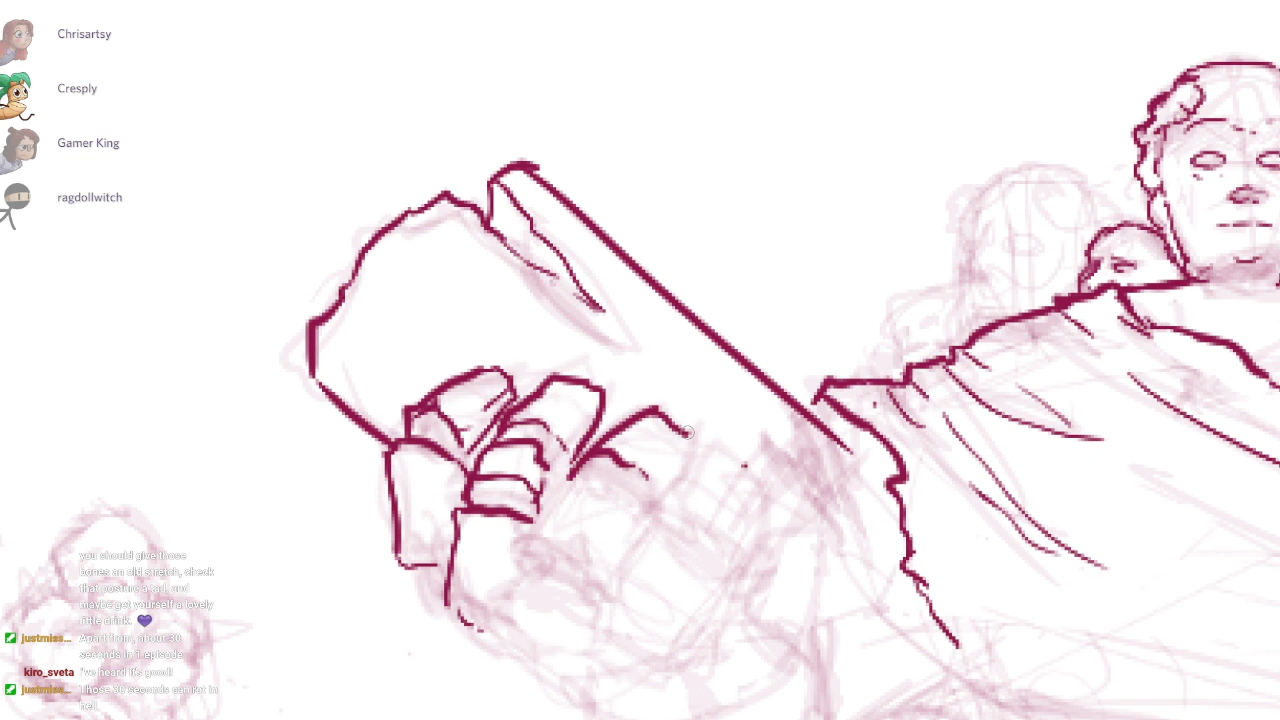 Chrisartsy
Cresply
Gamer King
ragdollwitch
you should give those
bones an old stretch, check
that posture a tad, and
maybe get yourself a lovely
little drink. 💜
justmiss... Apart from, about 30
seconds in 1 episode
kiro_sveta I've heard it's good!
justmiss... Those 30 seconds can rot in
hell